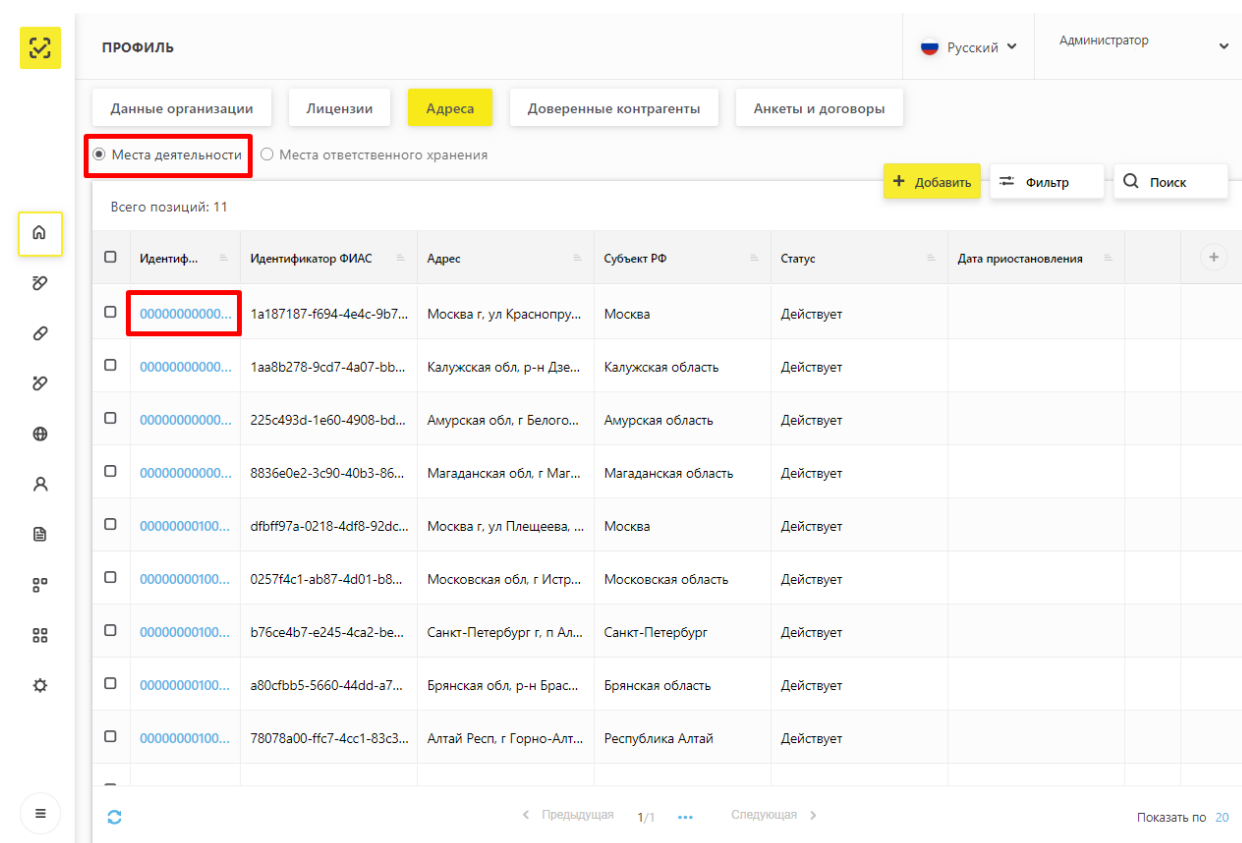 ПРОФИЛЬ
Русский
Администратор
Данные организации
Лицензии
Адреса
Доверенные контрагенты
Анкеты и договоры
Места деятельности
Места ответственного хранения
+ Добавить
Фильтр
Поиск
Всего позиций: 11
Идентиф... Идентификатор ФИАС Адрес Субъект РФ Статус Дата приостановления +
00000000000... 1a187187-f694-4e4c-9b7... Москва г, ул Краснопру... Москва Действует
00000000000... 1aa8b278-9cd7-4a07-bb... Калужская обл, р-н Дзе... Калужская область Действует
00000000000... 225c493d-1e60-4908-bd... Амурская обл, г Белого... Амурская область Действует
00000000000... 8836e0e2-3c90-40b3-86... Магаданская обл, г Маг... Магаданская область Действует
00000000100... dfbff97a-0218-4df8-92dc... Москва г, ул Плещеева, ... Москва Действует
00000000100... 0257f4c1-ab87-4d01-b8... Московская обл, г Истр... Московская область Действует
00000000100... b76ce4b7-e245-4ca2-be... Санкт-Петербург г, п Ал... Санкт-Петербург Действует
00000000100... a80cfbb5-5660-44dd-a7... Брянская обл, р-н Брас... Брянская область Действует
00000000100... 78078a00-ffc7-4cc1-83c3... Алтай Респ, г Горно-Алт... Республика Алтай Действует
Предыдущая 1/1 ... Следующая
Показать по 20